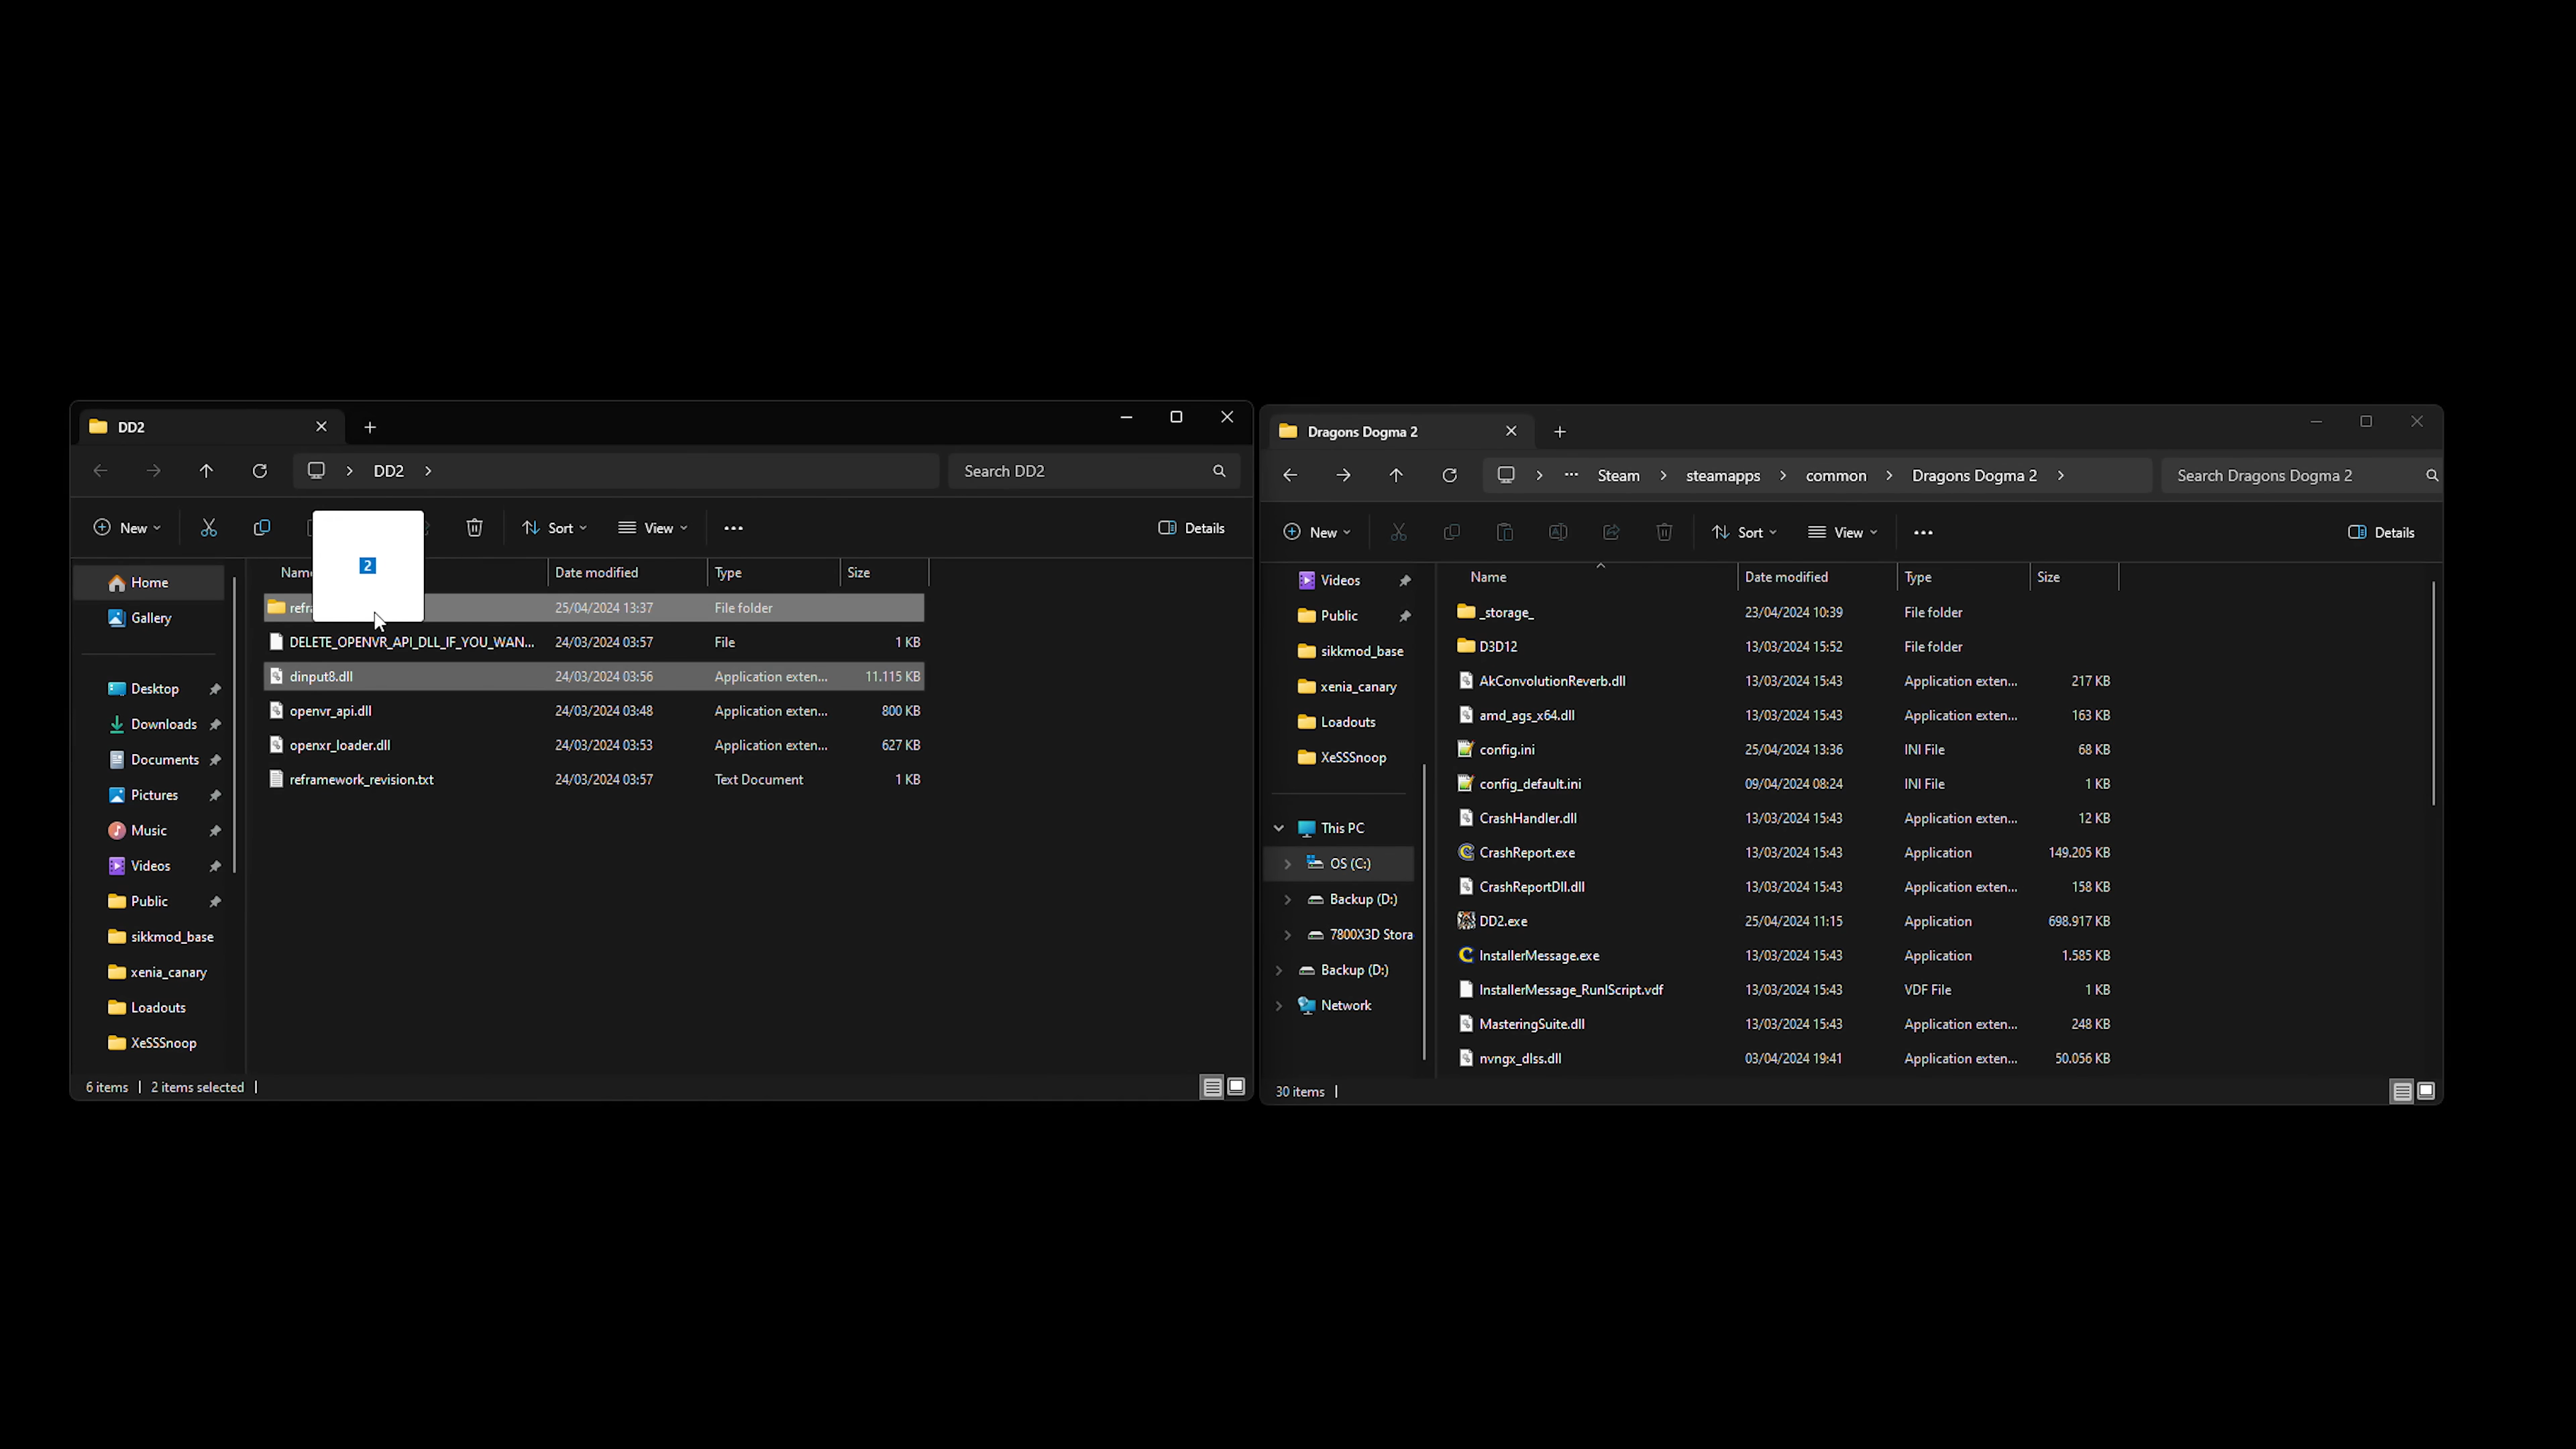 DD2
DD2
Search DD2
New
Sort
View
Details
2
Date modified
Type
Size
25/04/2024 13:37
File folder
DELETE_OPENVR_API_DLL_IF_YOU_WAN...
24/03/2024 03:57
File
1 KB
dinput8.dll
24/03/2024 03:56
Application exten...
11.115 KB
openvr_api.dll
24/03/2024 03:48
Application exten...
800 KB
openxr_loader.dll
24/03/2024 03:53
Application exten...
627 KB
reframework_revision.txt
24/03/2024 03:57
Text Document
1 KB
Home
Gallery
Desktop
Downloads
Documents
Pictures
Music
Videos
Public
sikkmod_base
xenia_canary
Loadouts
XeSSSnoop
6 items
2 items selected
Dragons Dogma 2
Steam
steamapps
common
Dragons Dogma 2
Search Dragons Dogma 2
New
Sort
View
Details
Videos
Public
sikkmod_base
xenia_canary
Loadouts
XeSSSnoop
This PC
OS (C:)
Backup (D:)
7800X3D Stora
Backup (D:)
Network
Name
Date modified
Type
Size
_storage_
23/04/2024 10:39
File folder
D3D12
13/03/2024 15:52
File folder
AkConvolutionReverb.dll
13/03/2024 15:43
Application exten...
217 KB
amd_ags_x64.dll
13/03/2024 15:43
Application exten...
163 KB
config.ini
25/04/2024 13:36
INI File
68 KB
config_default.ini
09/04/2024 08:24
INI File
1 KB
CrashHandler.dll
13/03/2024 15:43
Application exten...
12 KB
CrashReport.exe
13/03/2024 15:43
Application
149.205 KB
CrashReportDll.dll
13/03/2024 15:43
Application exten...
158 KB
DD2.exe
25/04/2024 11:15
Application
698.917 KB
InstallerMessage.exe
13/03/2024 15:43
Application
1.585 KB
InstallerMessage_RunIScript.vdf
13/03/2024 15:43
VDF File
1 KB
MasteringSuite.dll
13/03/2024 15:43
Application exten...
248 KB
nvngx_dlss.dll
03/04/2024 19:41
Application exten...
50.056 KB
30 items